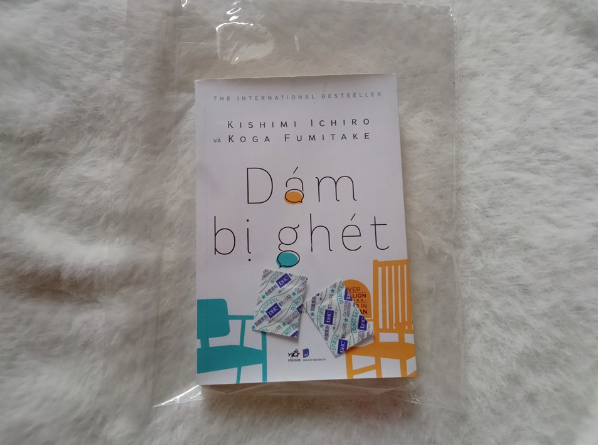 THE INTERNATIONAL BESTSELLER
KISHIMI ICHIRO
VÀ KOGA FUMITAKE
Dám
bị ghét